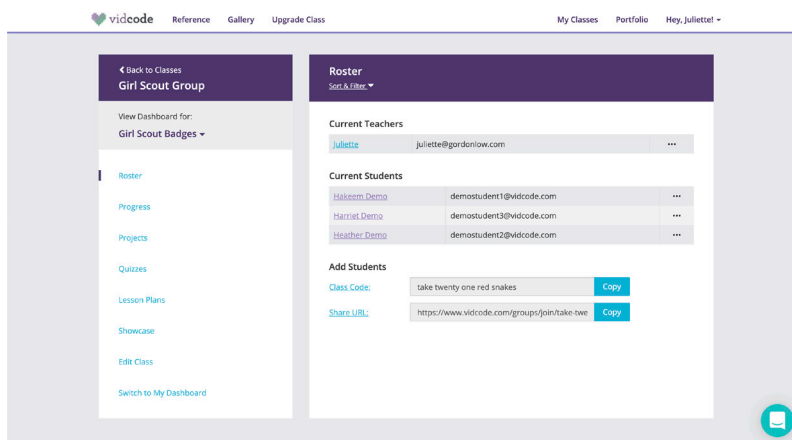 vidcode Reference Gallery Upgrade Class My Classes Portfolio Hey, Juliette!
Back to Classes
Girl Scout Group
View Dashboard for:
Girl Scout Badges
Roster
Progress
Projects
Quizzes
Lesson Plans
Showcase
Edit Class
Switch to My Dashboard
Roster
Sort & Filter
Current Teachers
Juliette juliette@gordonlow.com ...
Current Students
Hakeem Demo demostudent1@vidcode.com ...
Harriet Demo demostudent3@vidcode.com ...
Heather Demo demostudent2@vidcode.com ...
Add Students
Class Code: take twenty one red snakes Copy
Share URL: https://www.vidcode.com/groups/join/take-twe Copy